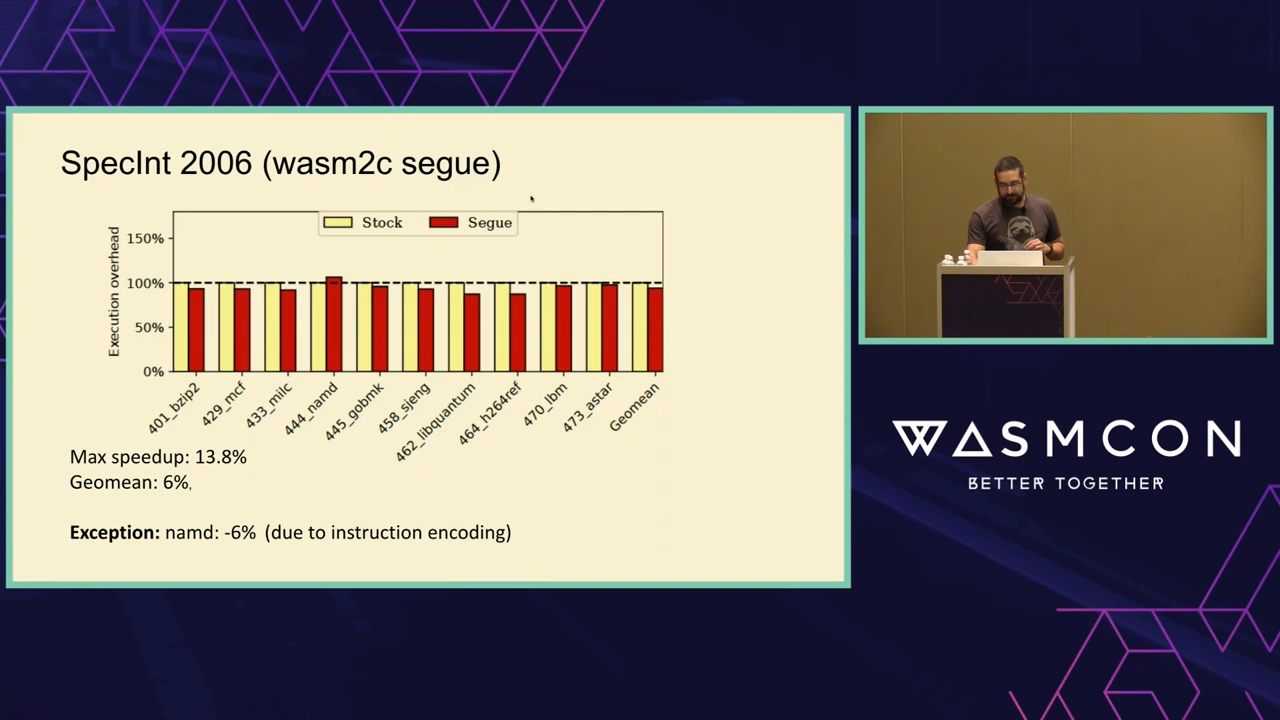 SpecInt 2006 (wasm2c segue)
Stock
Segue
Execution overhead
150%
100%
50%
0%
401_bzip2
429_mcf
433_milc
444_namd
445_gobmk
458_sjeng
462_libquantum
464_h264ref
470_lbm
473_astar
Geomean
Max speedup: 13.8%
Geomean: 6%,
Exception: namd: -6% (due to instruction encoding)
WASMCON
BETTER TOGETHER